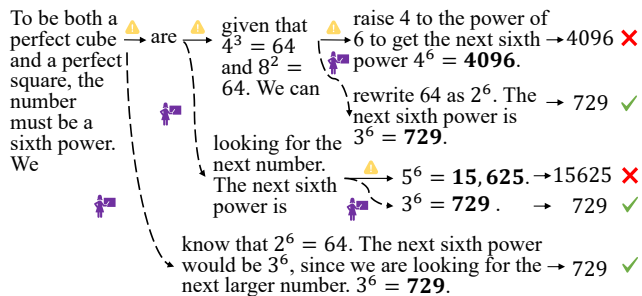 To be both a
perfect cube
and a perfect
square, the
number
must be a
sixth power.
We
are
given that
4³ = 64
and 8² =
64. We can
raise 4 to the power of
6 to get the next sixth
power 4⁶ = 4096.
4096
rewrite 64 as 2⁶. The
next sixth power is
3⁶ = 729.
729
looking for the
next number.
The next sixth
power is
5⁶ = 15,625.
15625
3⁶ = 729 .
729
know that 2⁶ = 64. The next sixth power
would be 3⁶, since we are looking for the
next larger number. 3⁶ = 729.
729